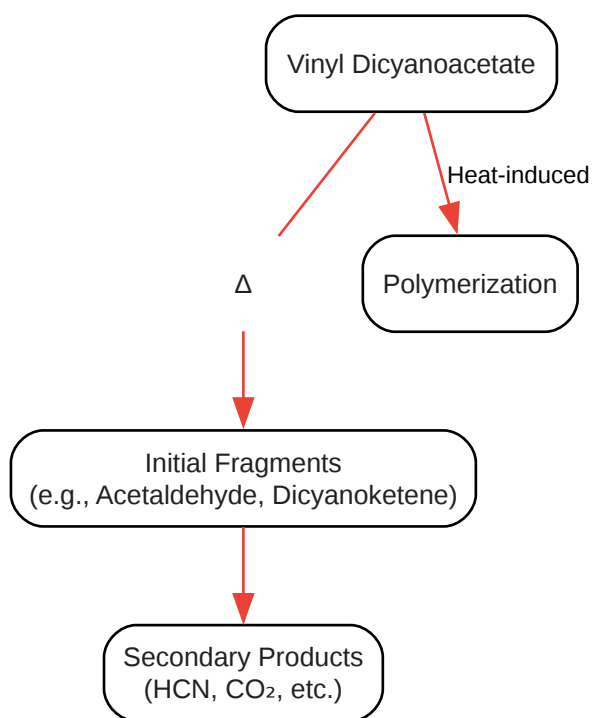 Vinyl Dicyanoacetate
Heat-induced
Δ
Polymerization
Initial Fragments
(e.g., Acetaldehyde, Dicyanoketene)
Secondary Products
(HCN, CO₂, etc.)